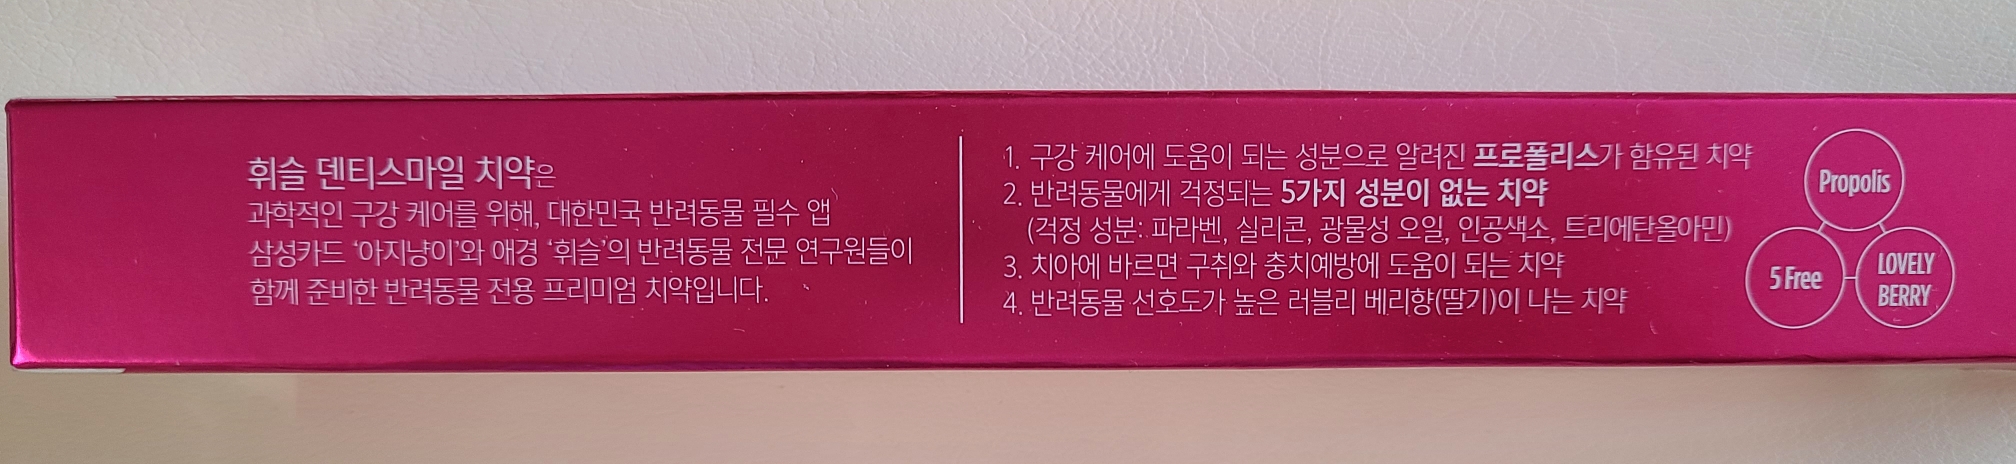 휘슬 덴티스마일 치약은
과학적인 구강 케어를 위해, 대한민국 반려동물 필수 앱
삼성카드 ‘아지냥이’와 애경 ‘휘슬’의 반려동물 전문 연구원들이
함께 준비한 반려동물 전용 프리미엄 치약입니다.
1. 구강 케어에 도움이 되는 성분으로 알려진 프로폴리스가 함유된 치약
2. 반려동물에게 걱정되는 5가지 성분이 없는 치약
(걱정 성분: 파라벤, 실리콘, 광물성 오일, 인공색소, 트리에탄올아민)
3. 치아에 바르면 구취와 충치예방에 도움이 되는 치약
4. 반려동물 선호도가 높은 러블리 베리향(딸기)이 나는 치약
Propolis
5 Free
LOVELY
BERRY